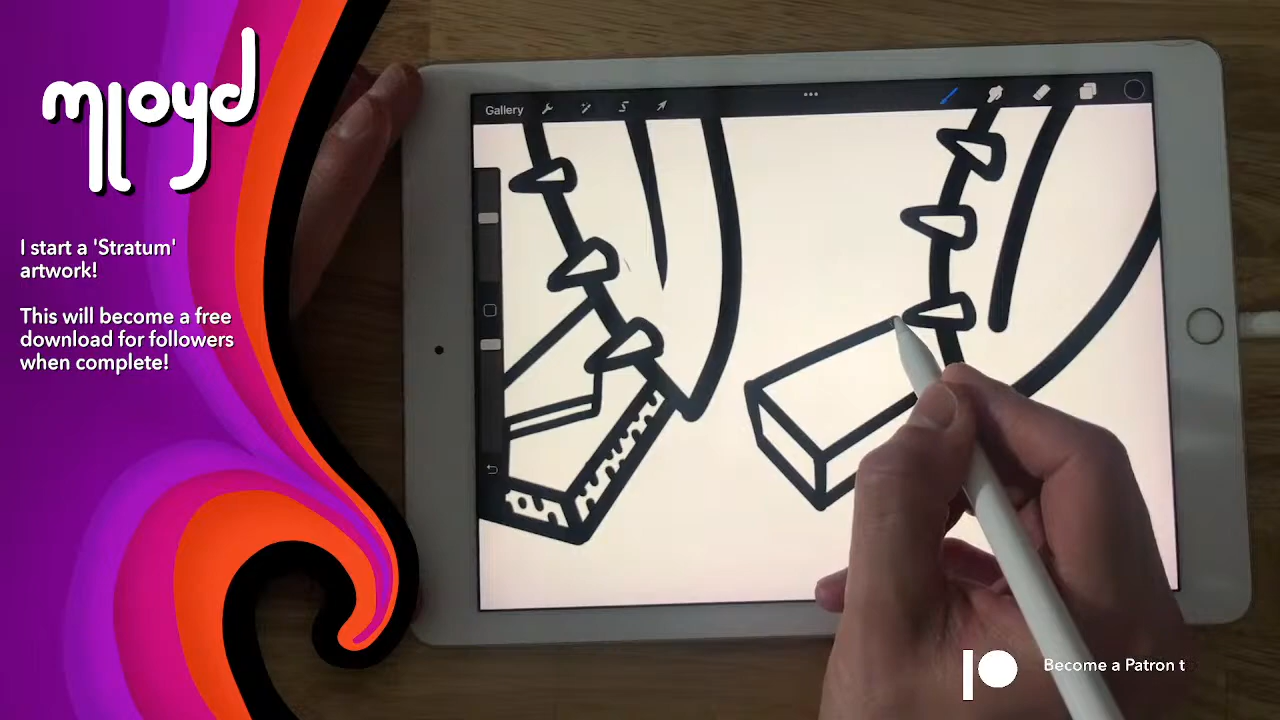 mloyd
I start a 'Stratum'
artwork!
This will become a free
download for followers
when complete!
Gallery
Become a Patron t